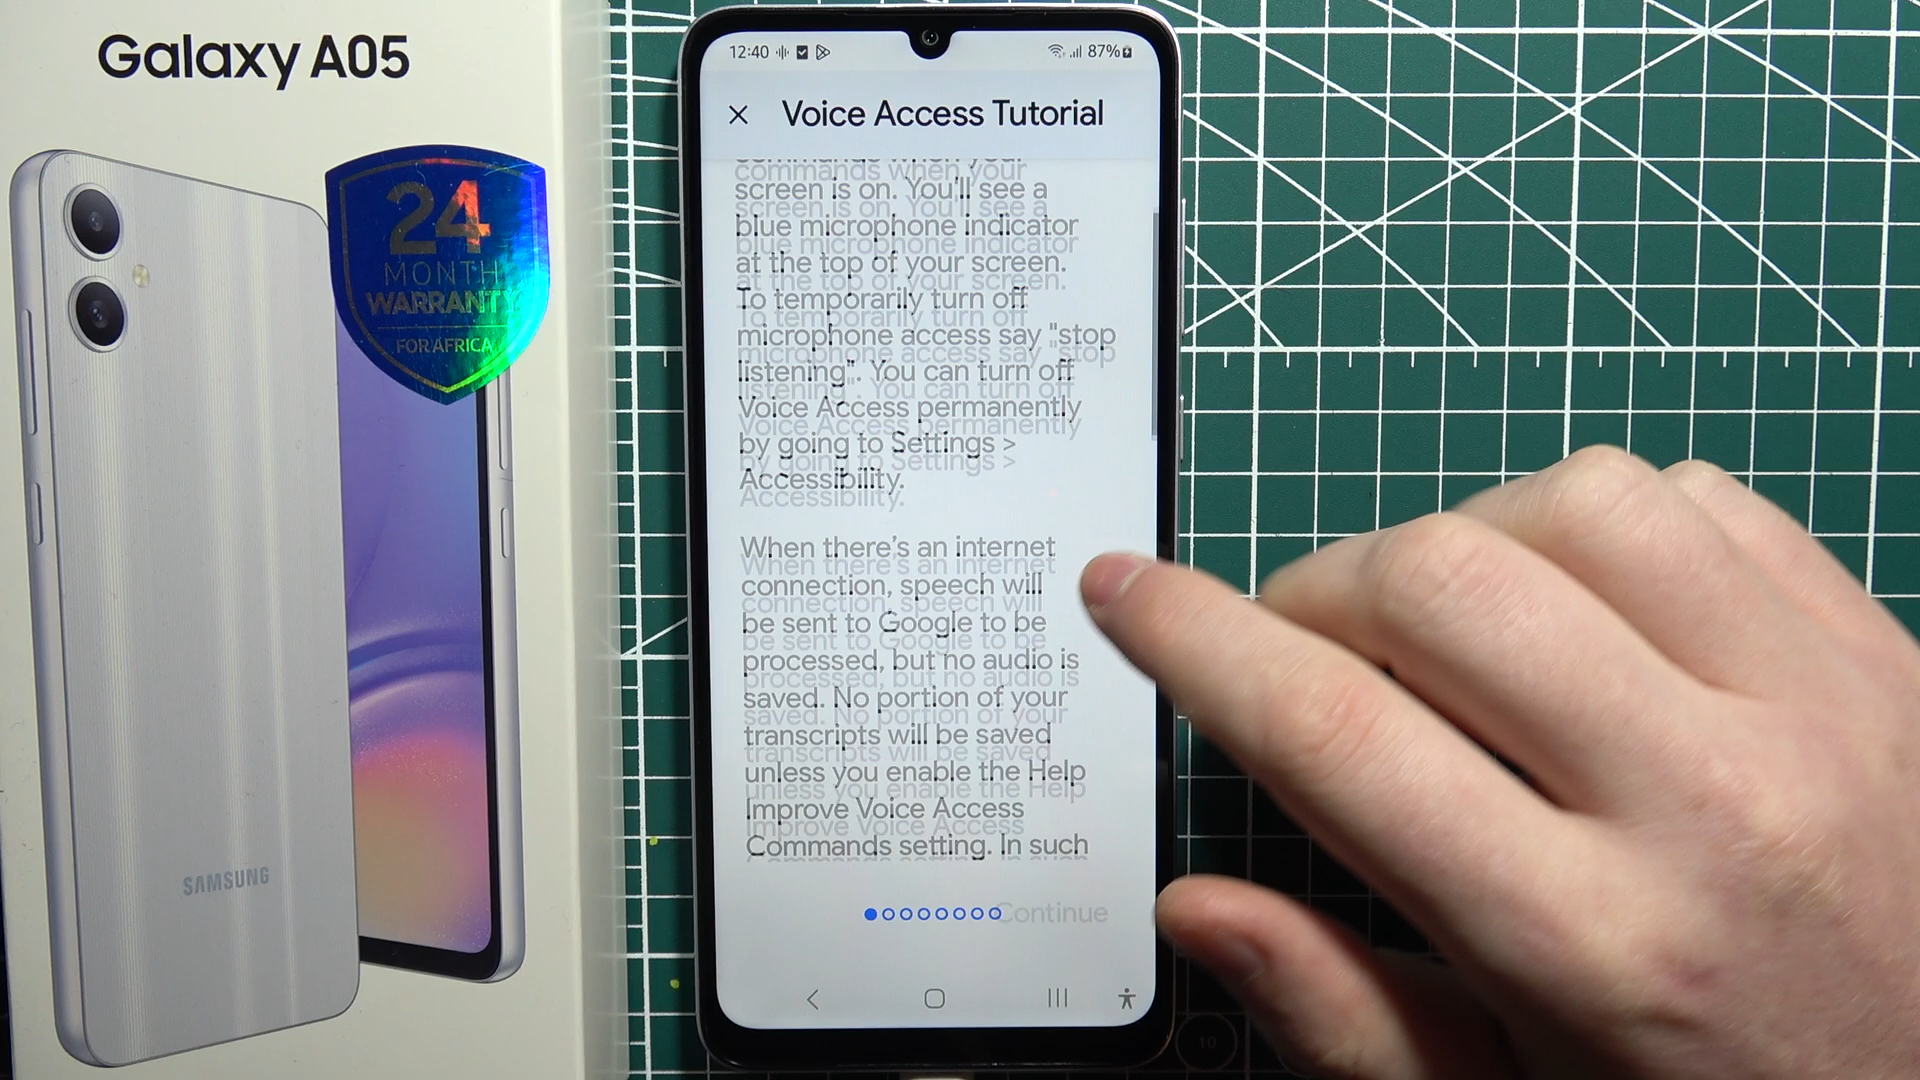 Galaxy A05
24
MONTH
WARRANTY
FOR AFRICA
SAMSUNG
12:40
87%
Voice Access Tutorial
commands when your
screen is on. You'll see a
blue microphone indicator
at the top of your screen.
To temporarily turn off
microphone access say "stop
listening". You can turn off
Voice Access permanently
by going to Settings >
Accessibility.
When there's an internet
connection, speech will
be sent to Google to be
processed, but no audio is
saved. No portion of your
transcripts will be saved
unless you enable the Help
Improve Voice Access
Commands setting. In such
Continue
10